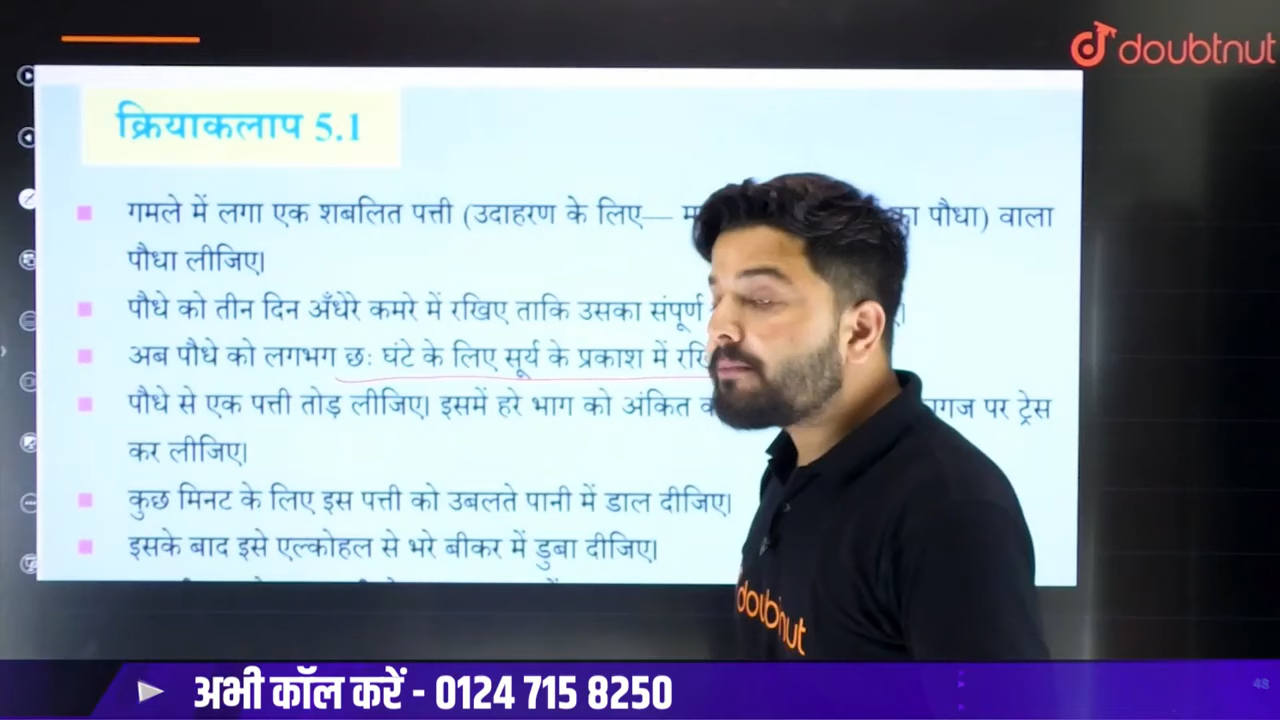 doubtnut
क्रियाकलाप 5.1
गमले में लगा एक शबलित पत्ती (उदाहरण के लिए— का पौधा) वाला
पौधा लीजिए।
पौधे को तीन दिन अँधेरे कमरे में रखिए ताकि उसका संपूर्ण
अब पौधे को लगभग छः घंटे के लिए सूर्य के प्रकाश में
पौधे से एक पत्ती तोड़ लीजिए। इसमें हरे भाग को अंकित पर ट्रेस
कर लीजिए।
कुछ मिनट के लिए इस पत्ती को उबलते पानी में डाल दीजिए।
इसके बाद इसे एल्कोहल से भरे बीकर में डुबा दीजिए।
doubtnut
अभी कॉल करें - 0124 715 8250
48